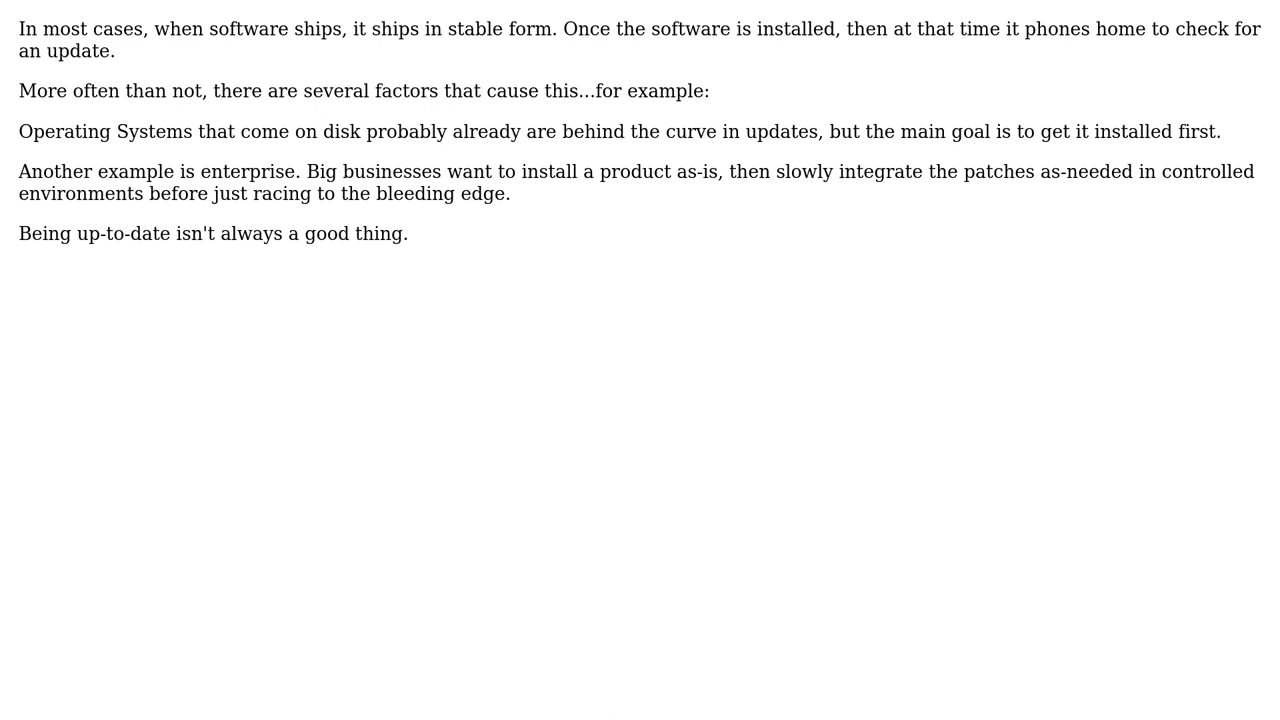 In most cases, when software ships, it ships in stable form. Once the software is installed, then at that time it phones home to check for
an update.
More often than not, there are several factors that cause this...for example:
Operating Systems that come on disk probably already are behind the curve in updates, but the main goal is to get it installed first.
Another example is enterprise. Big businesses want to install a product as-is, then slowly integrate the patches as-needed in controlled
environments before just racing to the bleeding edge.
Being up-to-date isn't always a good thing.